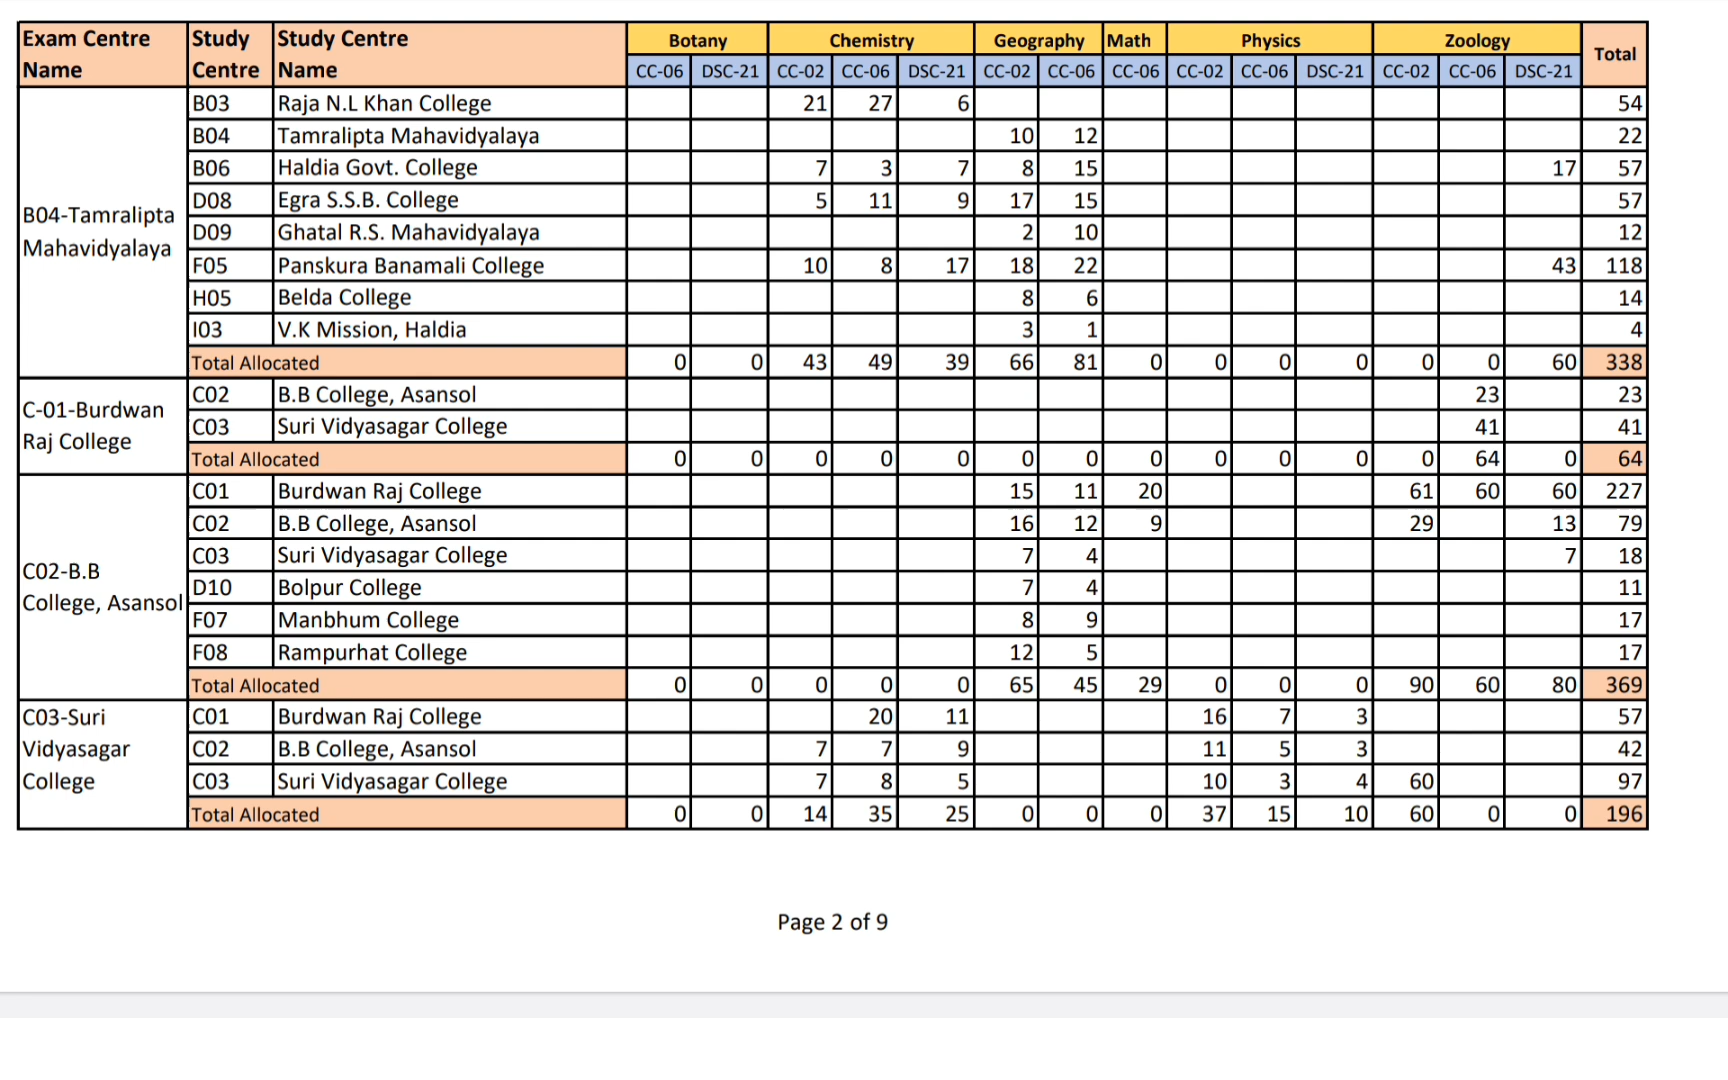 Exam Centre Name Study Centre Study Centre Name Botany Chemistry Geography Math Physics Zoology Total
CC-06 DSC-21 CC-02 CC-06 DSC-21 CC-02 CC-06 CC-06 CC-02 CC-06 DSC-21 CC-02 CC-06 DSC-21
B04-Tamralipta Mahavidyalaya
B03 Raja N.L Khan College 21 27 6 54
B04 Tamralipta Mahavidyalaya 10 12 22
B06 Haldia Govt. College 7 3 7 8 15 17 57
D08 Egra S.S.B. College 5 11 9 17 15 57
D09 Ghatal R.S. Mahavidyalaya 2 10 12
F05 Panskura Banamali College 10 8 17 18 22 43 118
H05 Belda College 8 6 14
I03 V.K Mission, Haldia 3 1 4
Total Allocated 0 0 43 49 39 66 81 0 0 0 0 0 0 60 338
C-01-Burdwan Raj College
C02 B.B College, Asansol 23 23
C03 Suri Vidyasagar College 41 41
Total Allocated 0 0 0 0 0 0 0 0 0 0 0 0 64 0 64
C02-B.B College, Asansol
C01 Burdwan Raj College 15 11 20 61 60 60 227
C02 B.B College, Asansol 16 12 9 29 13 79
C03 Suri Vidyasagar College 7 4 7 18
D10 Bolpur College 7 4 11
F07 Manbhum College 8 9 17
F08 Rampurhat College 12 5 17
Total Allocated 0 0 0 0 0 65 45 29 0 0 0 90 60 80 369
C03-Suri Vidyasagar College
C01 Burdwan Raj College 20 11 16 7 3 57
C02 B.B College, Asansol 7 7 9 11 5 3 42
C03 Suri Vidyasagar College 7 8 5 10 3 4 60 97
Total Allocated 0 0 14 35 25 0 0 0 37 15 10 60 0 0 196
Page 2 of 9